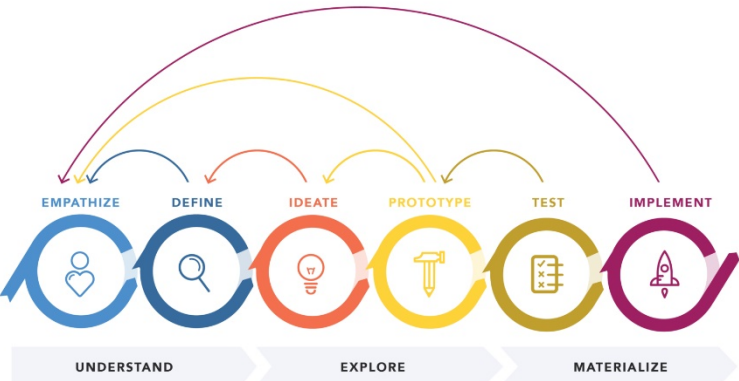 EMPATHIZE
DEFINE
IDEATE
PROTOTYPE
TEST
IMPLEMENT
UNDERSTAND
EXPLORE
MATERIALIZE